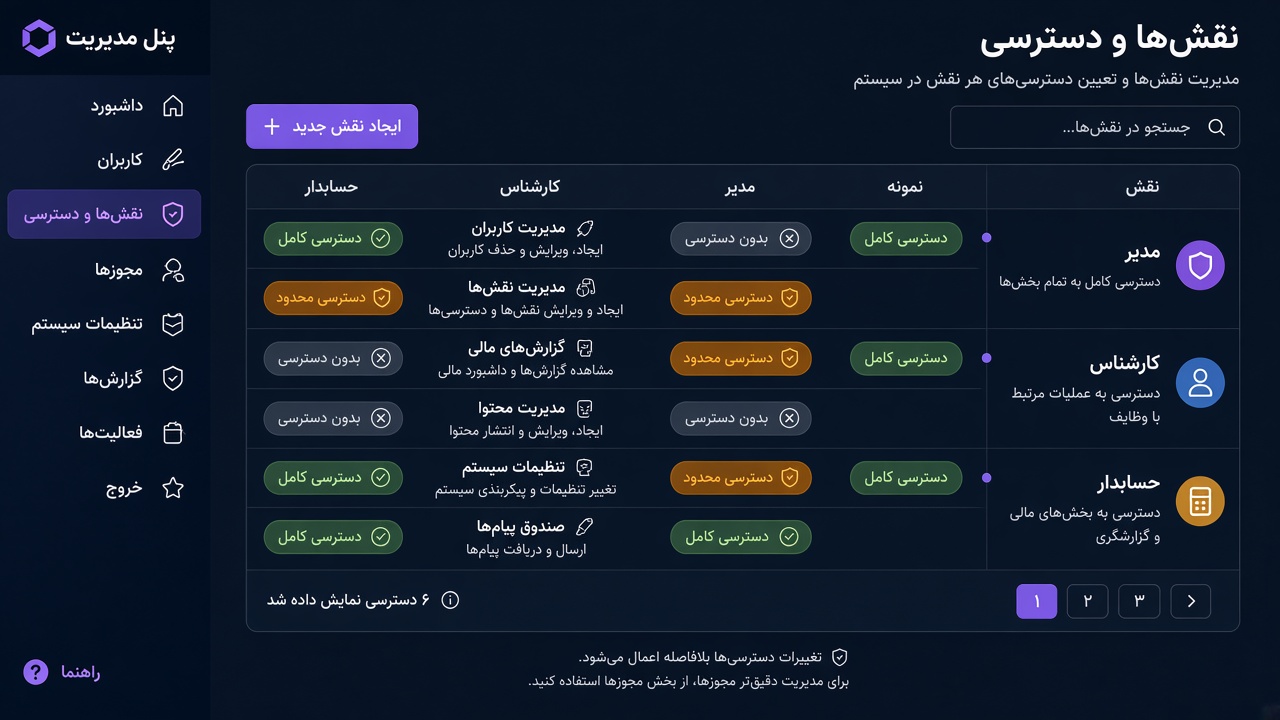 نقش‌ها و دسترسی
مدیریت نقش‌ها و تعیین دسترسی‌های هر نقش در سیستم
جستجو در نقش‌ها...
ایجاد نقش جدید
پنل مدیریت
داشبورد
کاربران
نقش‌ها و دسترسی
مجوزها
تنظیمات سیستم
گزارش‌ها
فعالیت‌ها
خروج
راهنما
?
نقش نمونه مدیر کارشناس حسابدار
مدیر
دسترسی کامل به تمام بخش‌ها
دسترسی کامل بدون دسترسی مدیریت کاربران دسترسی کامل
ایجاد، ویرایش و حذف کاربران
دسترسی محدود مدیریت نقش‌ها دسترسی محدود
ایجاد و ویرایش نقش‌ها و دسترسی‌ها
کارشناس
دسترسی به عملیات مرتبط
با وظایف
دسترسی کامل دسترسی محدود گزارش‌های مالی بدون دسترسی
مشاهده گزارش‌ها و داشبورد مالی
بدون دسترسی مدیریت محتوا بدون دسترسی
ایجاد، ویرایش و انتشار محتوا
حسابدار
دسترسی به بخش‌های مالی
و گزارشگری
دسترسی کامل دسترسی محدود تنظیمات سیستم دسترسی کامل
تغییر تنظیمات و پیکربندی سیستم
دسترسی کامل صندوق پیام‌ها دسترسی کامل
ارسال و دریافت پیام‌ها
۳ ۲ ۱
۶ دسترسی نمایش داده شد
تغییرات دسترسی‌ها بلافاصله اعمال می‌شود.
برای مدیریت دقیق‌تر مجوزها، از بخش مجوزها استفاده کنید.